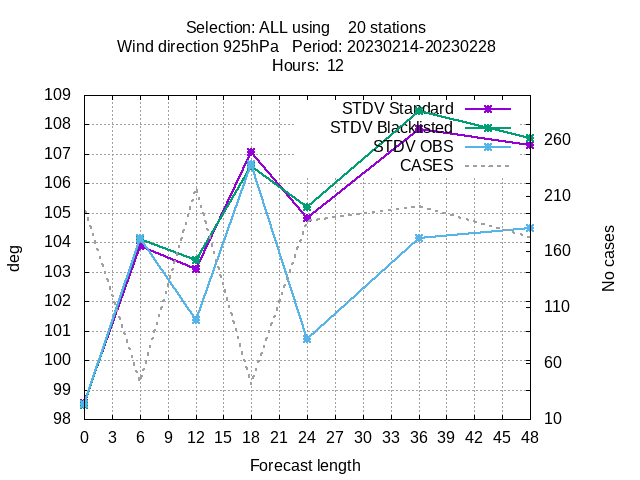 Selection: ALL using    20 stations
Wind direction 925hPa   Period: 20230214-20230228
Hours: 12
STDV Standard
STDV Blacklisted
STDV OBS
CASES
109
108
107
106
105
104
103
102
101
100
99
98
deg
260
210
160
110
60
10
No cases
0 3 6 9 12 15 18 21 24 27 30 33 36 39 42 45 48
Forecast length